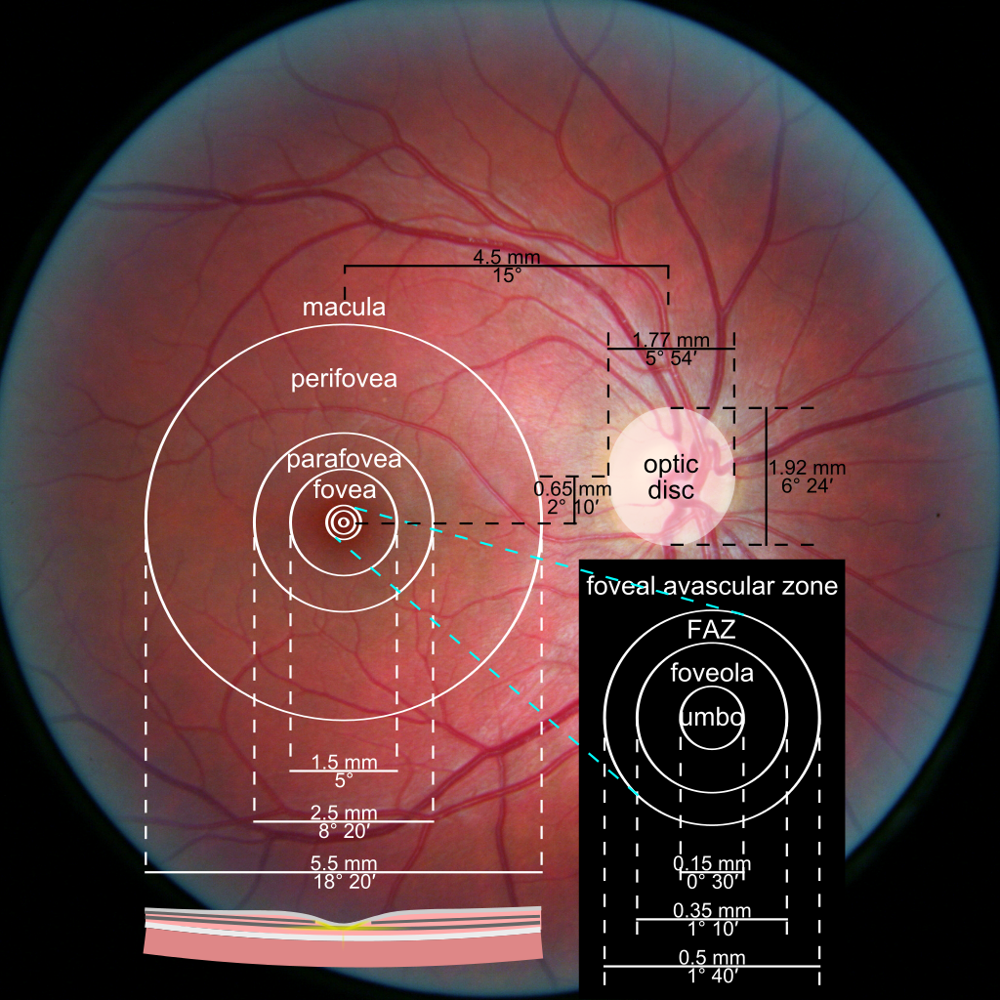 4.5 mm
15°
macula
1.77 mm
5° 54′
perifovea
parafovea
fovea
optic
disc
1.92 mm
6° 24′
0.65 mm
2° 10′
foveal avascular zone
FAZ
foveola
umbo
1.5 mm
5°
2.5 mm
8° 20′
5.5 mm
18° 20′
0.15 mm
0° 30′
0.35 mm
1° 10′
0.5 mm
1° 40′